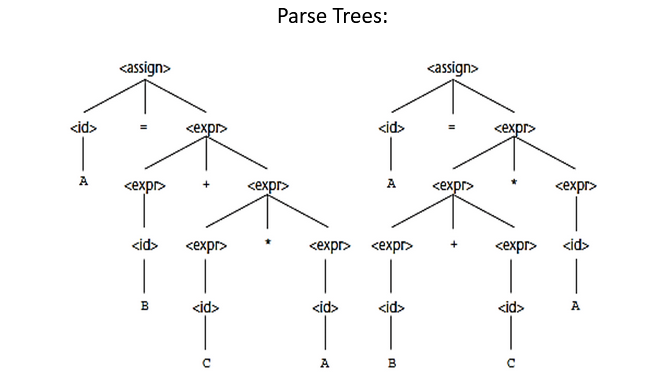 Parse Trees:
<assign> <assign>
<id> = <expr> <id> = <expr>
A <expr> + <expr> A <expr> * <expr>
<id> <expr> * <expr> <expr> + <expr> <id>
B <id> <id> <id> <id> A
C A B C